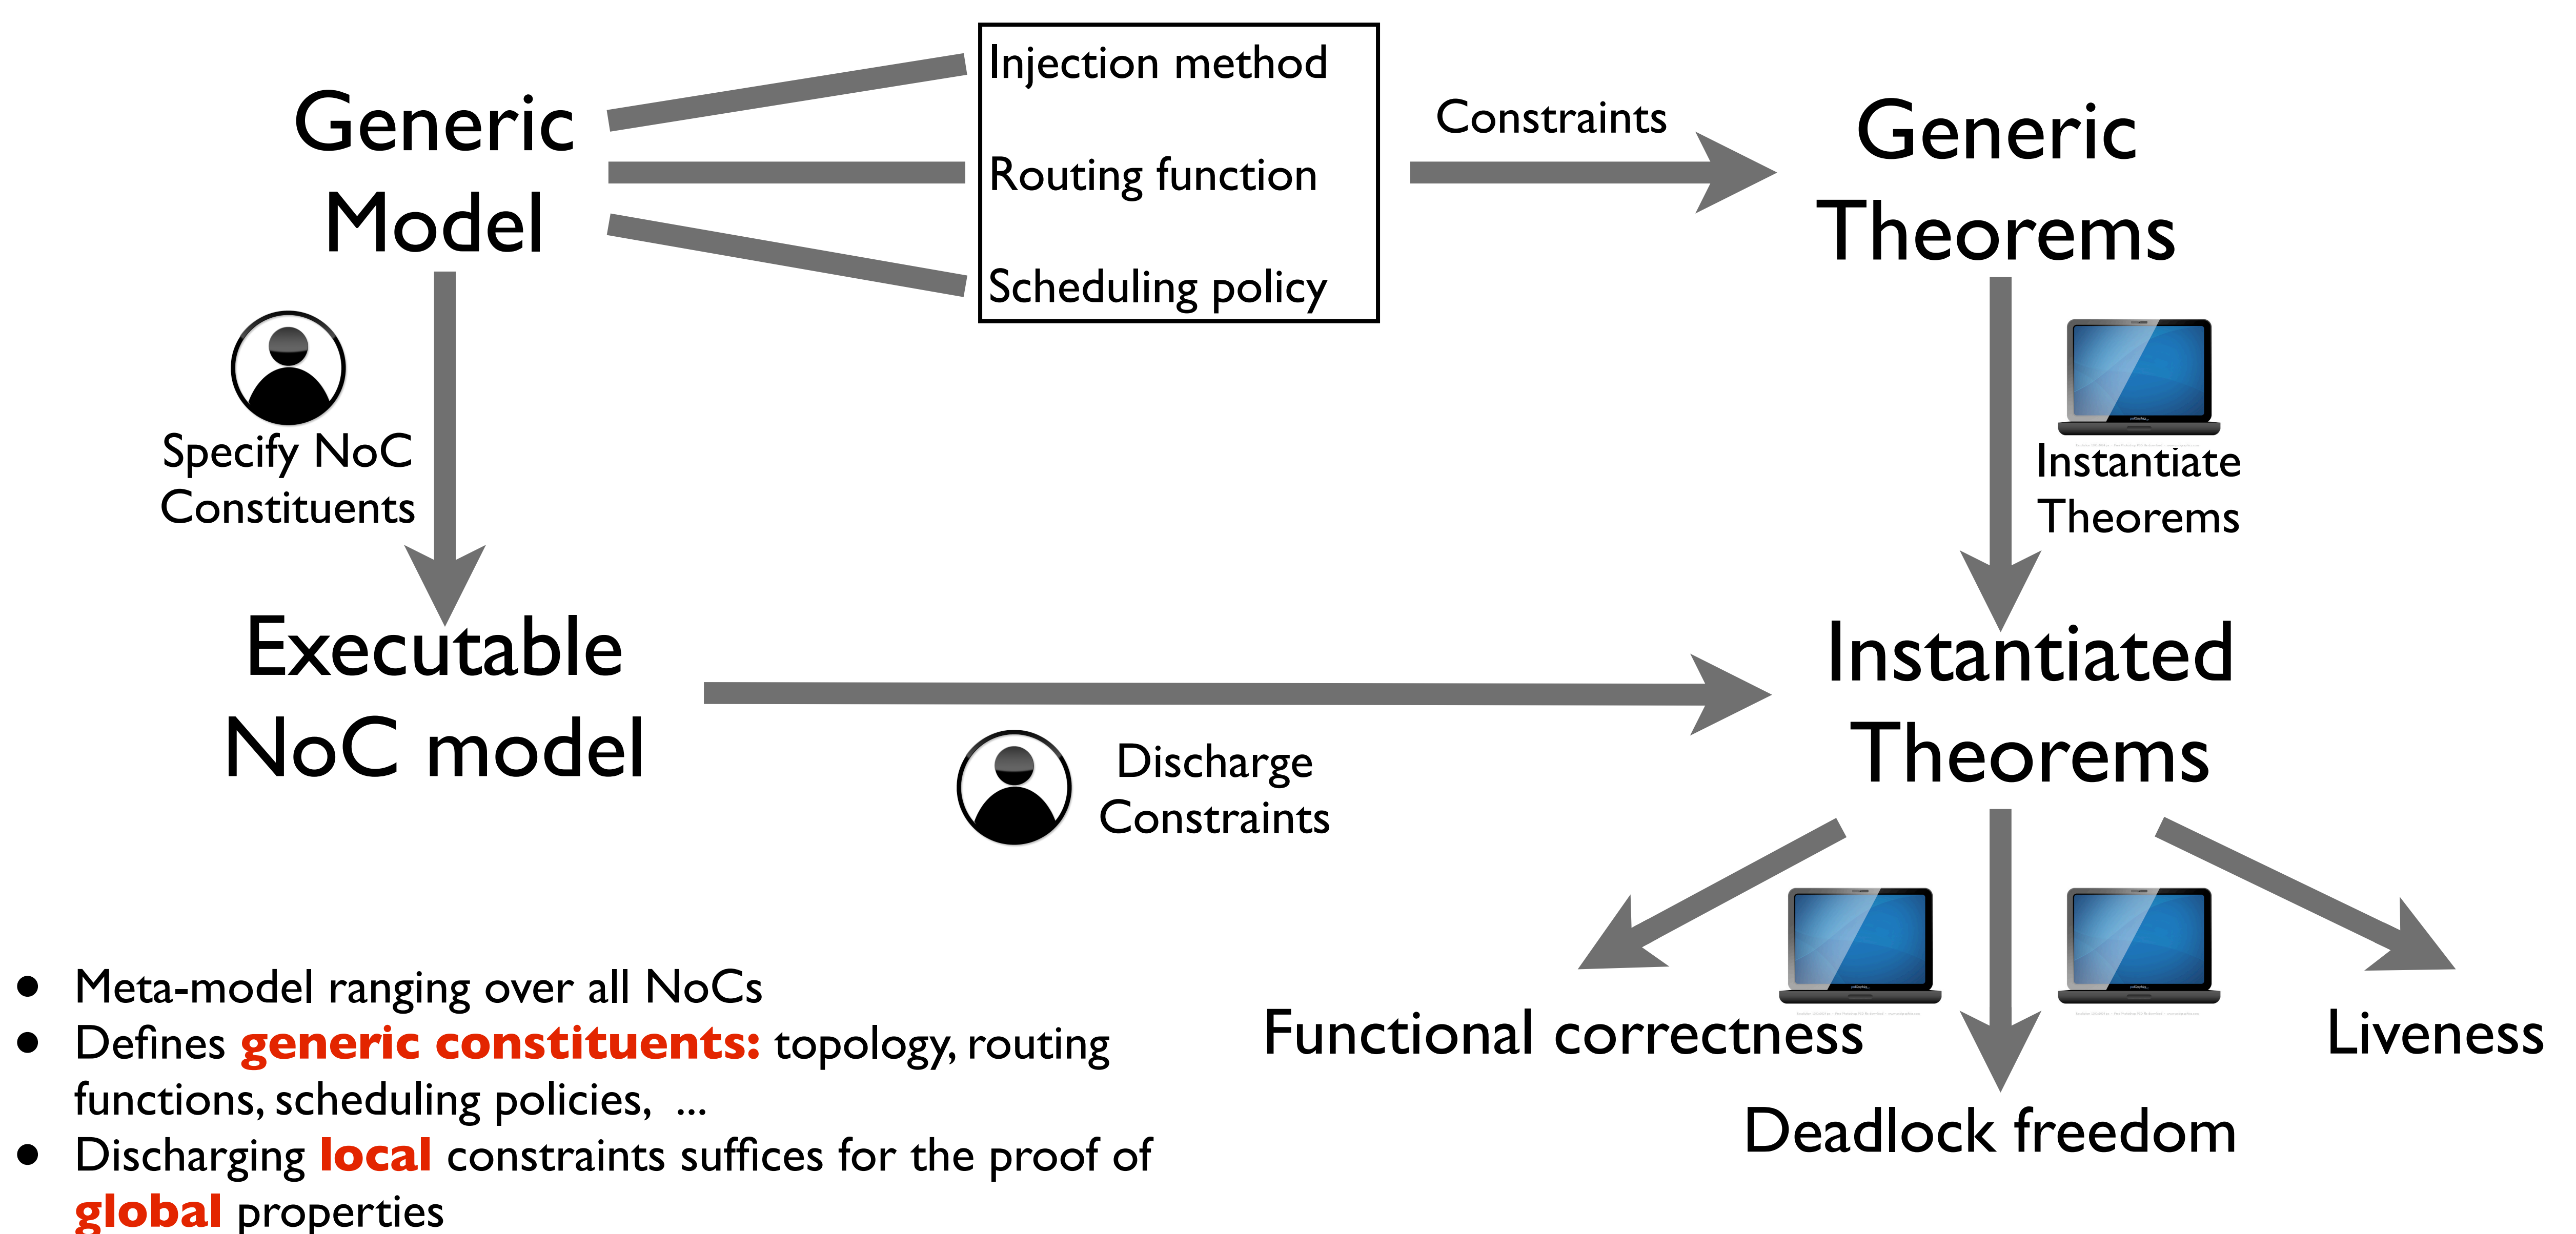 Generic
Model
Injection method
Routing function
Scheduling policy
Constraints
Generic
Theorems
Specify NoC
Constituents
Instantiate
Theorems
Executable
NoC model
Discharge
Constraints
Instantiated
Theorems
Functional correctness
Deadlock freedom
Liveness
● Meta-model ranging over all NoCs
● Defines generic constituents: topology, routing
functions, scheduling policies, ...
● Discharging local constraints suffices for the proof of
global properties